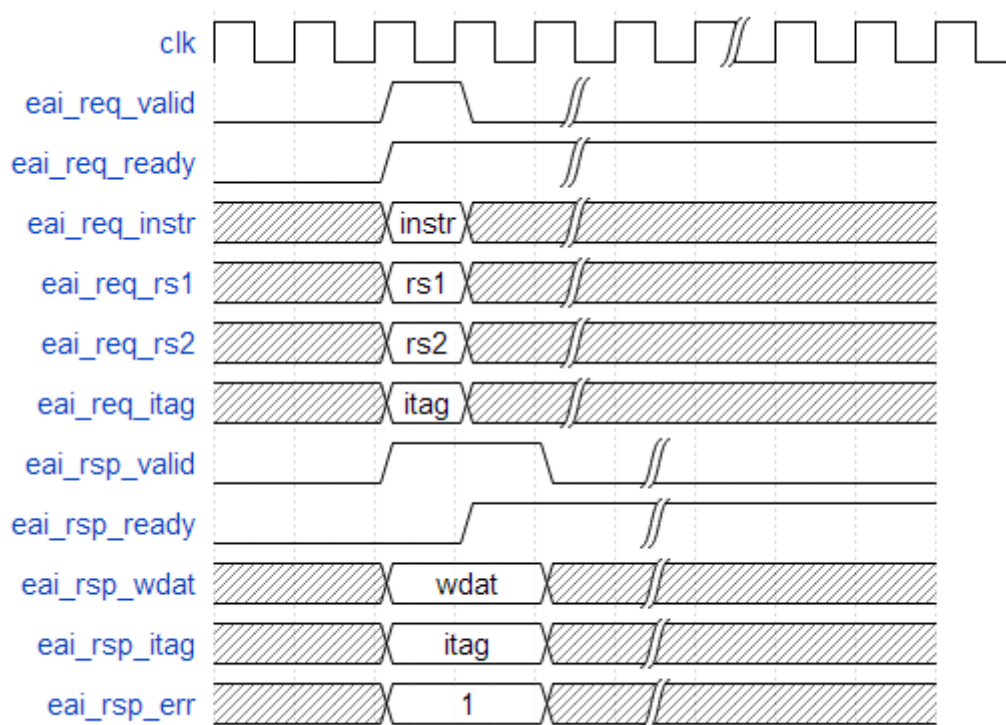 clk
eai_req_valid
eai_req_ready
eai_req_instr instr
eai_req_rs1 rs1
eai_req_rs2 rs2
eai_req_itag itag
eai_rsp_valid
eai_rsp_ready
eai_rsp_wdat wdat
eai_rsp_itag itag
eai_rsp_err 1